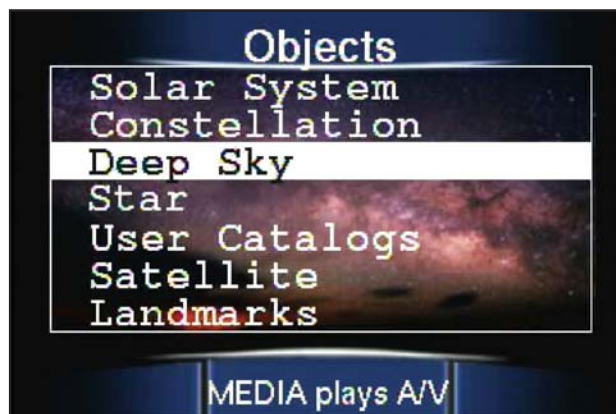 Objects
Solar System
Constellation
Deep Sky
Star
User Catalogs
Satellite
Landmarks
MEDIA plays A/V